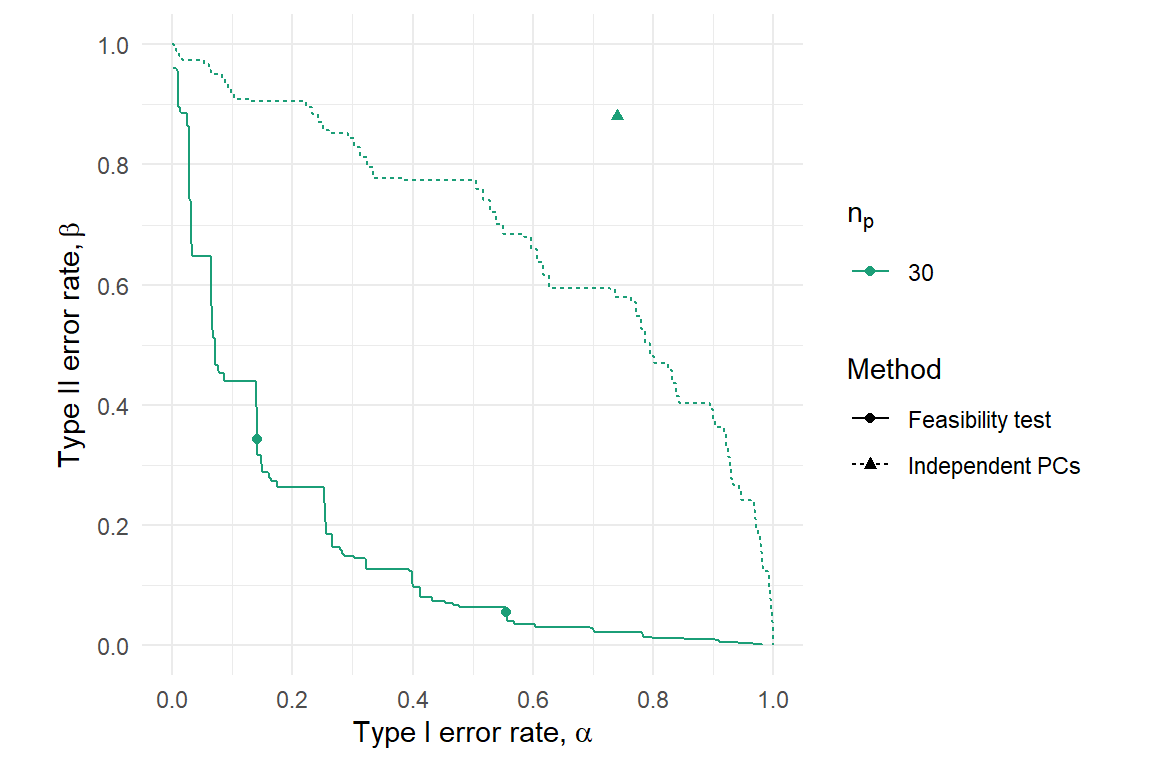 1.0
0.8
0.6
0.4
0.2
0.0
Type II error rate, β
0.0 0.2 0.4 0.6 0.8 1.0
Type I error rate, α
np
30
Method
Feasibility test
Independent PCs